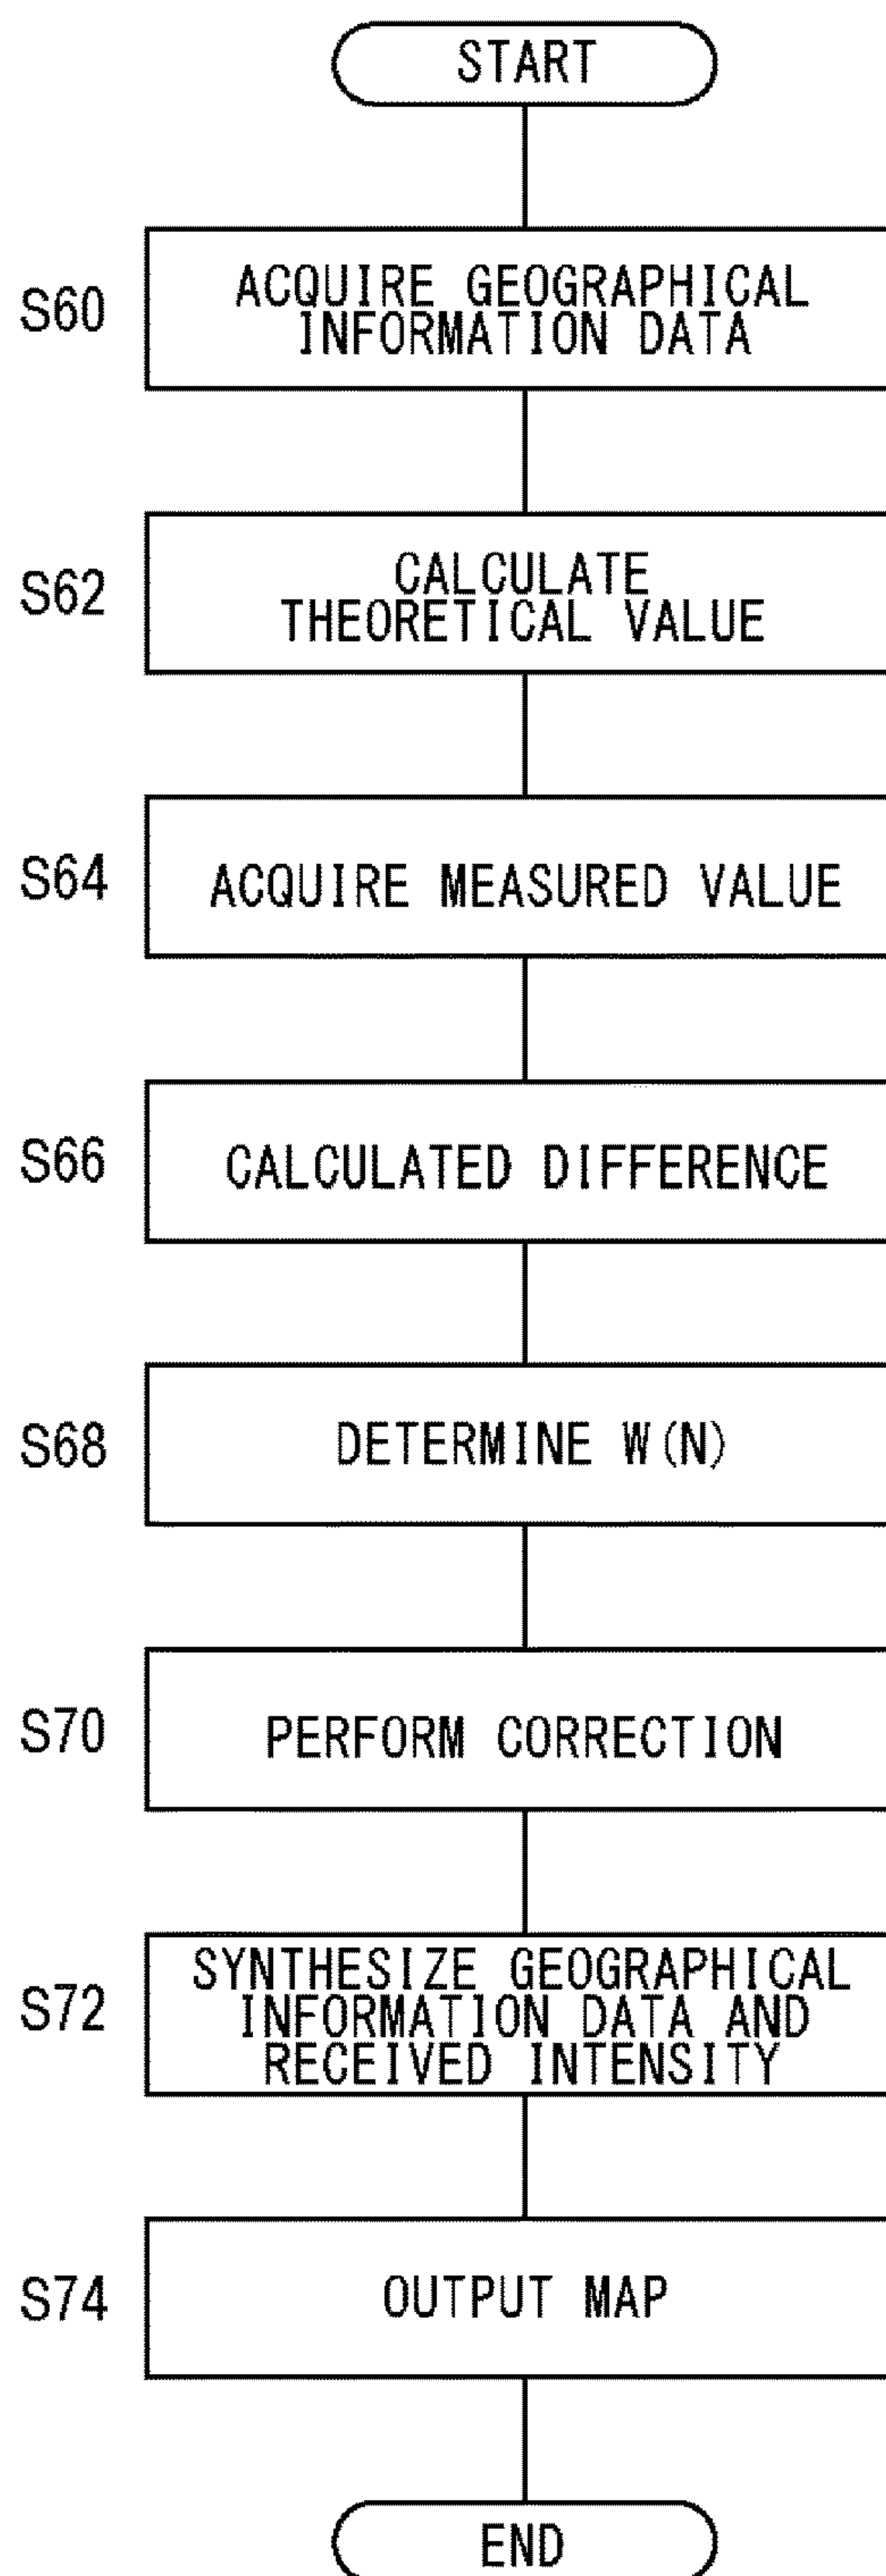 START
S60
ACQUIRE GEOGRAPHICAL
INFORMATION DATA
S62
CALCULATE
THEORETICAL VALUE
S64
ACQUIRE MEASURED VALUE
S66
CALCULATED DIFFERENCE
S68
DETERMINE W(N)
S70
PERFORM CORRECTION
S72
SYNTHESIZE GEOGRAPHICAL
INFORMATION DATA AND
RECEIVED INTENSITY
S74
OUTPUT MAP
END